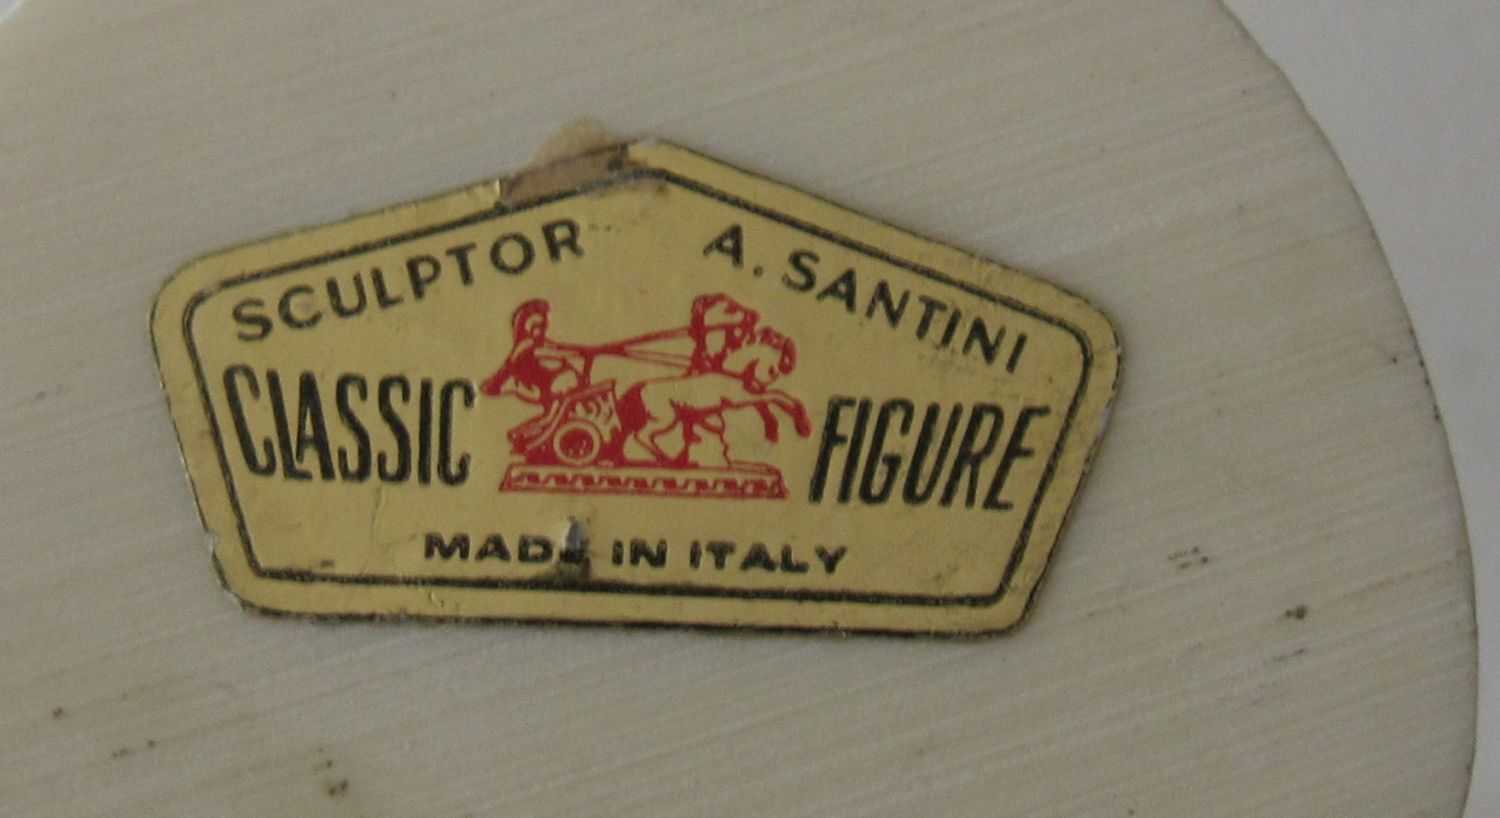 SCULPTOR A. SANTINI
CLASSIC FIGURE
MADE IN ITALY